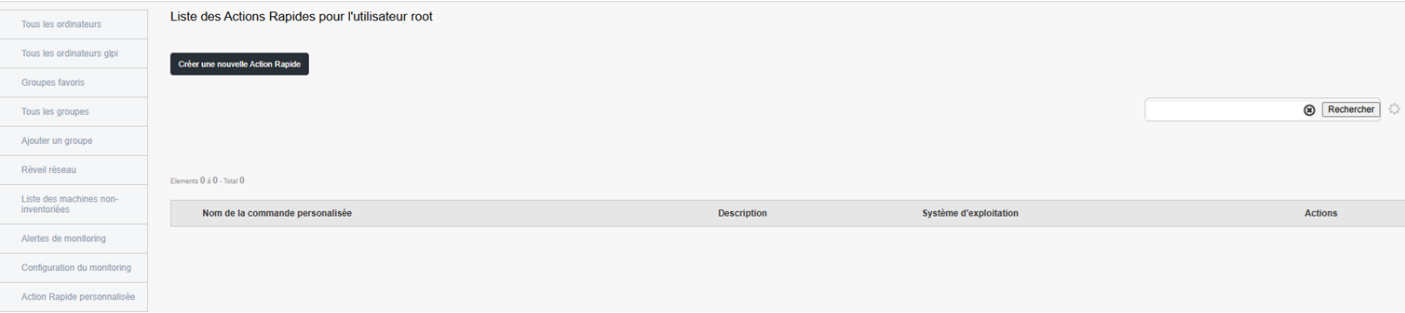 Tous les ordinateurs
Tous les ordinateurs glpi
Groupes favoris
Tous les groupes
Ajouter un groupe
Réveil réseau
Liste des machines non-
inventoriées
Alertes de monitoring
Configuration du monitoring
Action Rapide personnalisée
Liste des Actions Rapides pour l'utilisateur root
Créer une nouvelle Action Rapide
Rechercher
Elements 0 à 0 - Total 0
Nom de la commande personalisée Description Système d'exploitation Actions